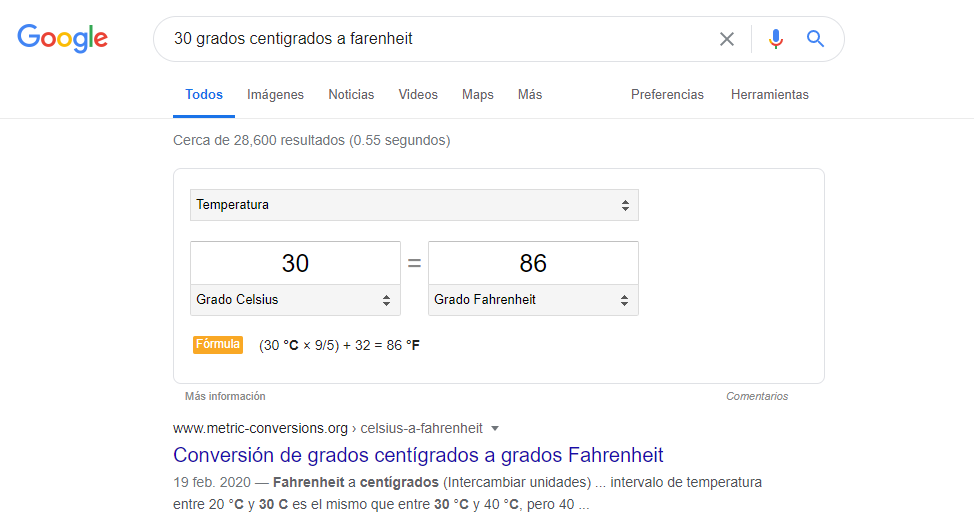 Google
30 grados centigrados a farenheit
Todos Imágenes Noticias Videos Maps Más Preferencias Herramientas
Cerca de 28,600 resultados (0.55 segundos)
Temperatura
30 = 86
Grado Celsius Grado Fahrenheit
Fórmula (30 °C × 9/5) + 32 = 86 °F
Más información Comentarios
www.metric-conversions.org › celsius-a-fahrenheit
Conversión de grados centígrados a grados Fahrenheit
19 feb. 2020 — Fahrenheit a centígrados (Intercambiar unidades) ... intervalo de temperatura
entre 20 °C y 30 C es el mismo que entre 30 °C y 40 °C, pero 40 ...